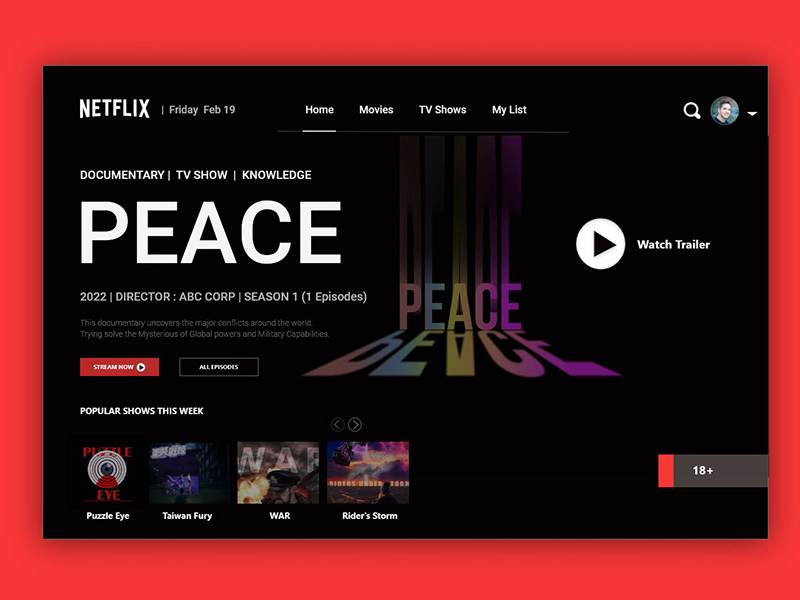 NETFLIX | Friday Feb 19
Home Movies TV Shows My List
DOCUMENTARY | TV SHOW | KNOWLEDGE
PEACE
2022 | DIRECTOR : ABC CORP | SEASON 1 (1 Episodes)
This documentary uncovers the major conflicts around the world.
Trying solve the Mysterious of Global powers and Military Capabilities.
STREAM NOW
ALL EPISODES
PEACE
PEACE
Watch Trailer
POPULAR SHOWS THIS WEEK
PUZZLE
EYE
WAR
Puzzle Eye
Taiwan Fury
WAR
Rider's Storm
18+